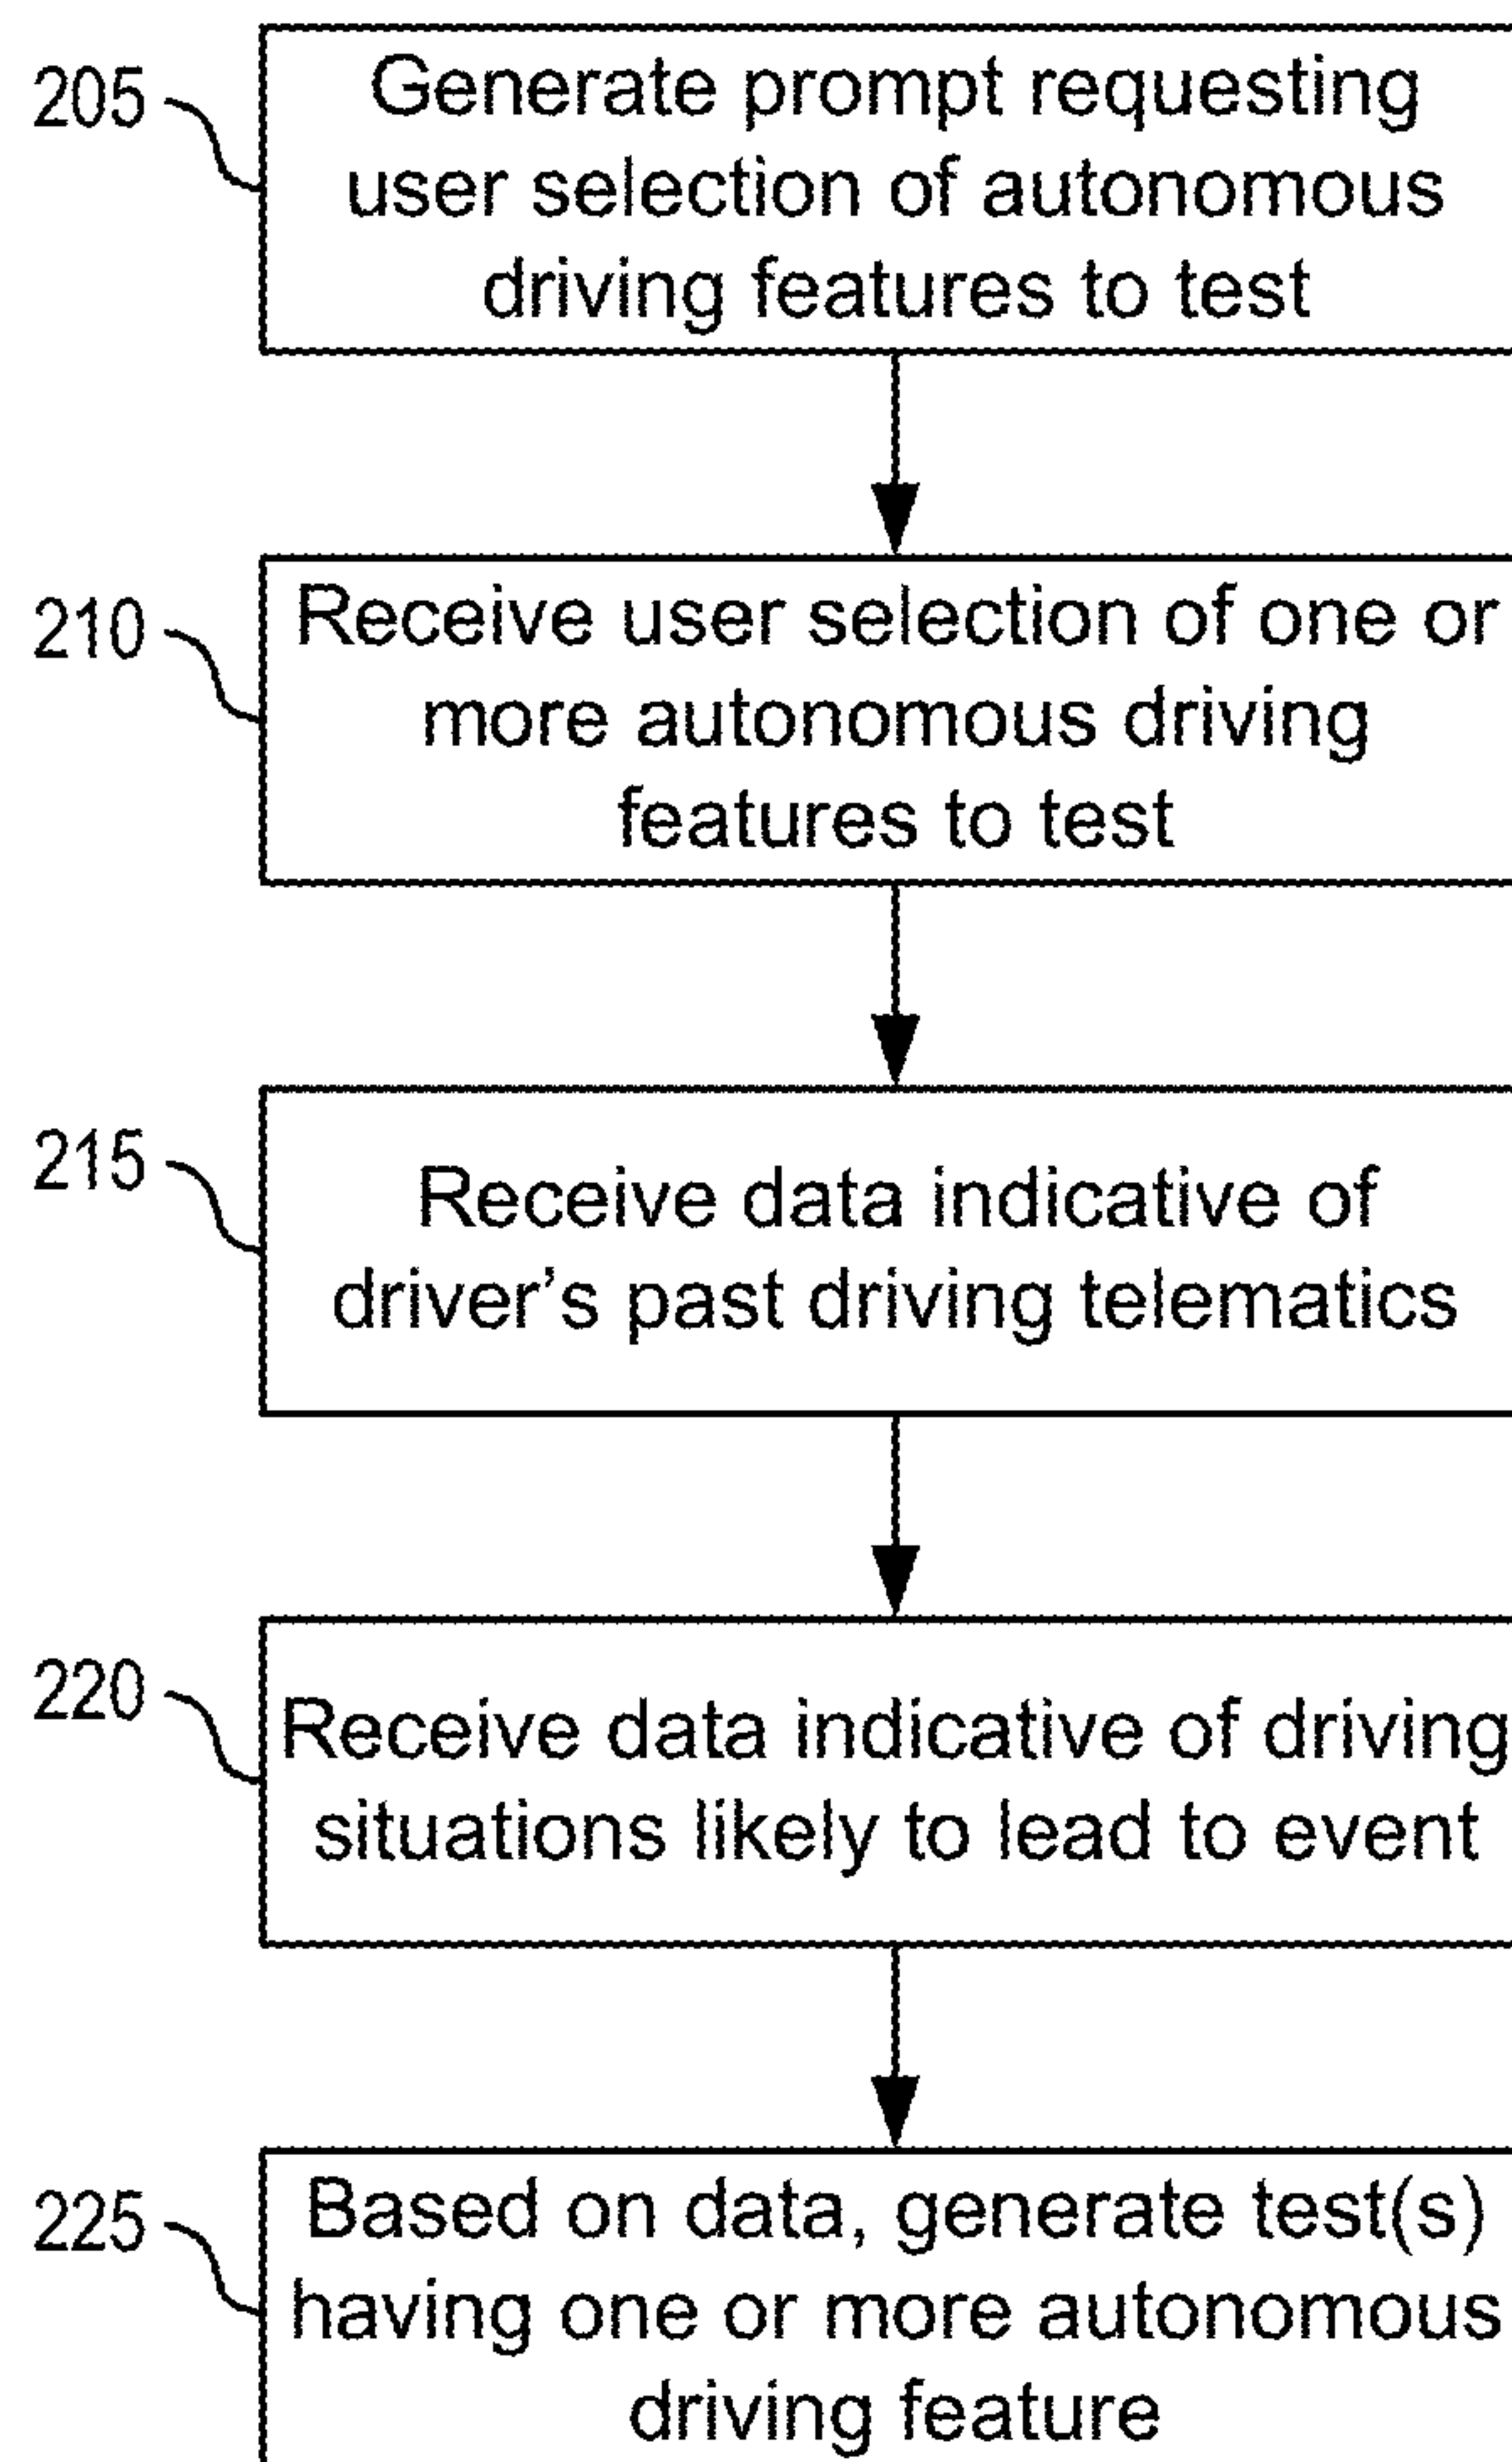 205
Generate prompt requesting
user selection of autonomous
driving features to test
210
Receive user selection of one or
more autonomous driving
features to test
215
Receive data indicative of
driver's past driving telematics
220
Receive data indicative of driving
situations likely to lead to event
225
Based on data, generate test(s)
having one or more autonomous
driving feature